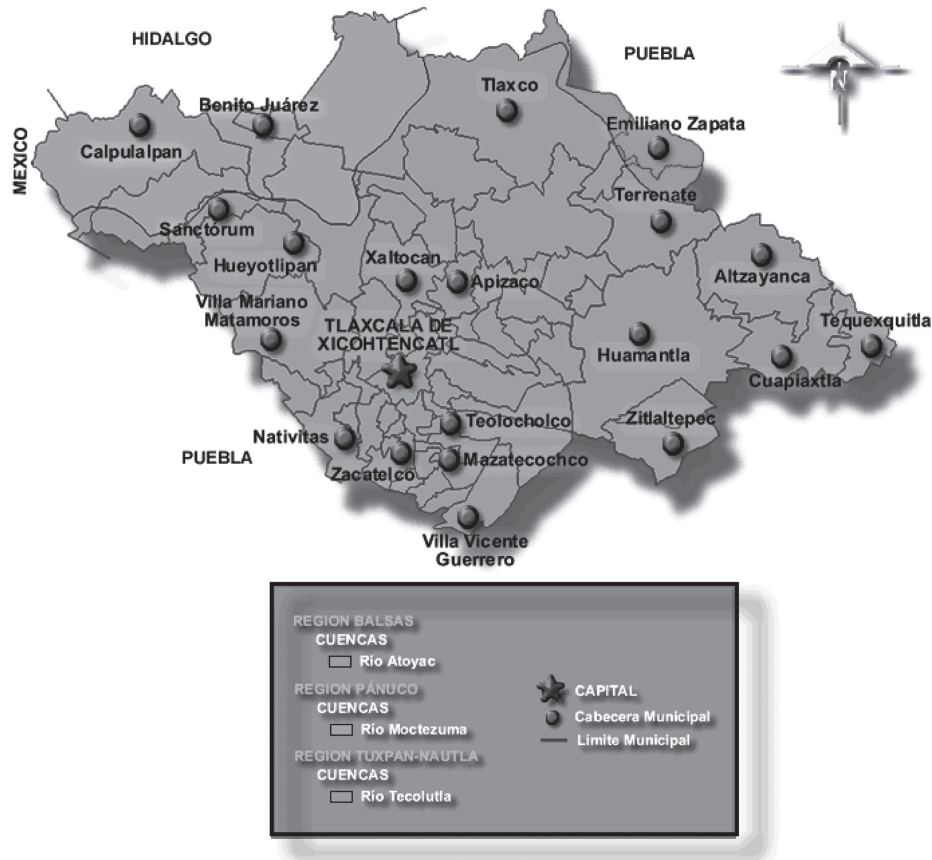 HIDALGO
PUEBLA
MEXICO
Tlaxco
Benito Juárez
Emiliano Zapata
Calpulalpan
Terrenate
Sanctórum
Hueyotlipan
Xaltocan
Apizaco
Altzayanca
Villa Mariano
Matamoros
TLAXCALA DE
XICOHTENCATL
Tequexquitla
Huamantla
Cuapiaxtla
Teolocholco
Zitlaltepec
Nativitas
PUEBLA
Zacatelco
Mazatecochco
Villa Vicente
Guerrero
N
REGION BALSAS
CUENCAS
Río Atoyac
REGION PÁNUCO
CUENCAS
Río Moctezuma
REGION TUXPAN-NAUTLA
CUENCAS
Río Tecolutla
CAPITAL
Cabecera Municipal
Límite Municipal